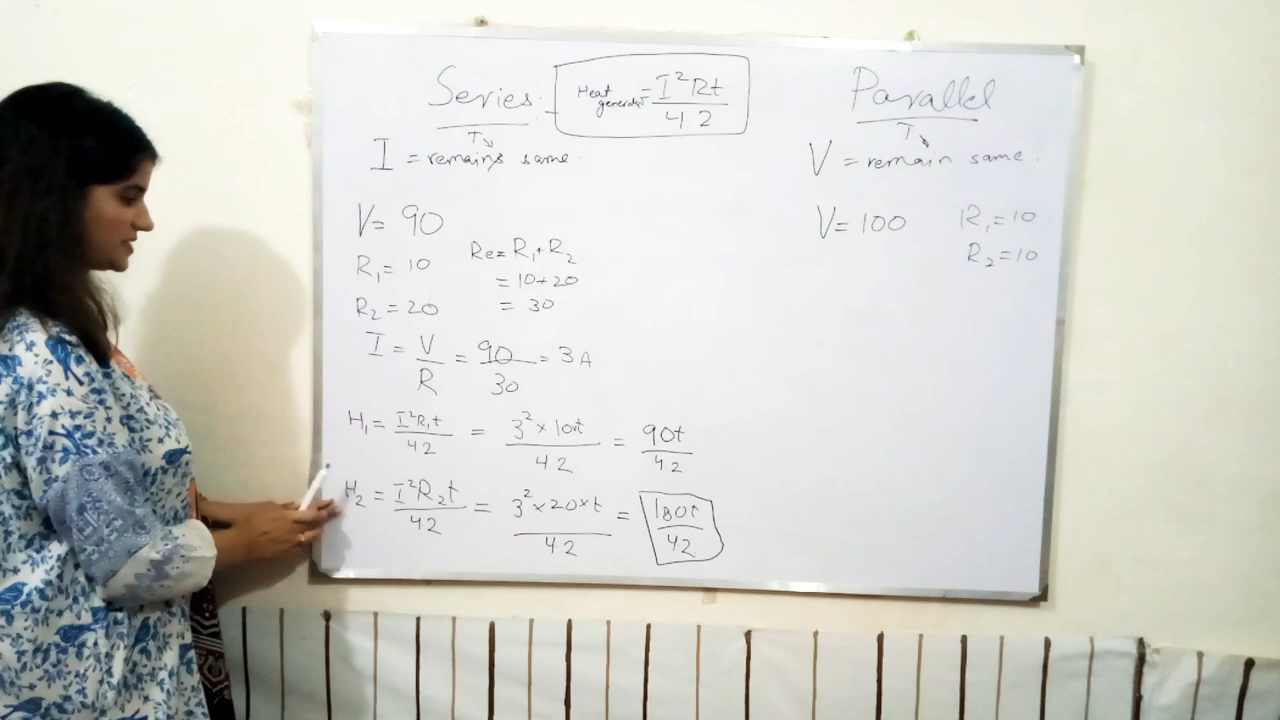 Series
Heat generated = I²Rt / 4.2
I = remains same.
V = 90
R₁ = 10
R₂ = 20
Re = R₁ + R₂
= 10+20
= 30
I = V / R = 90 / 30 = 3A
H₁ = I²R₁t / 4.2 = 3² × 10t / 4.2 = 90t / 4.2
H₂ = I²R₂t / 4.2 = 3² × 20 × t / 4.2 = 180t / 4.2
Parallel
V = remain same.
V = 100
R₁ = 10
R₂ = 10